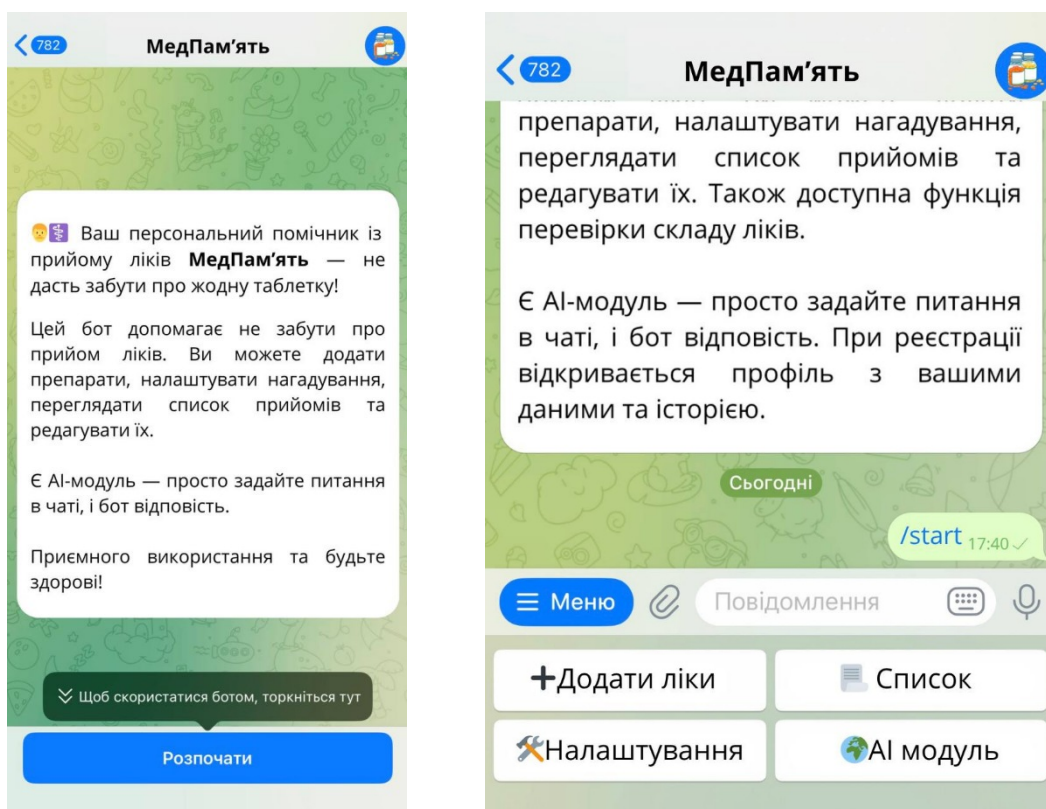 782
МедПам’ять
Ваш персональний помічник із
прийому ліків МедПам’ять — не
дасть забути про жодну таблетку!
Цей бот допомагає не забути про
прийом ліків. Ви можете додати
препарати, налаштувати нагадування,
переглядати список прийомів та
редагувати їх.
Є АІ-модуль — просто задайте питання
в чаті, і бот відповість.
Приємного використання та будьте
здорові!
Щоб скористатися ботом, торкніться тут
Розпочати
782
МедПам’ять
препарати, налаштувати нагадування,
переглядати список прийомів та
редагувати їх. Також доступна функція
перевірки складу ліків.
Є АІ-модуль — просто задайте питання
в чаті, і бот відповість. При реєстрації
відкривається профіль з вашими
даними та історією.
Сьогодні
/start 17:40
Меню
Повідомлення
Додати ліки
Список
Налаштування
АІ модуль